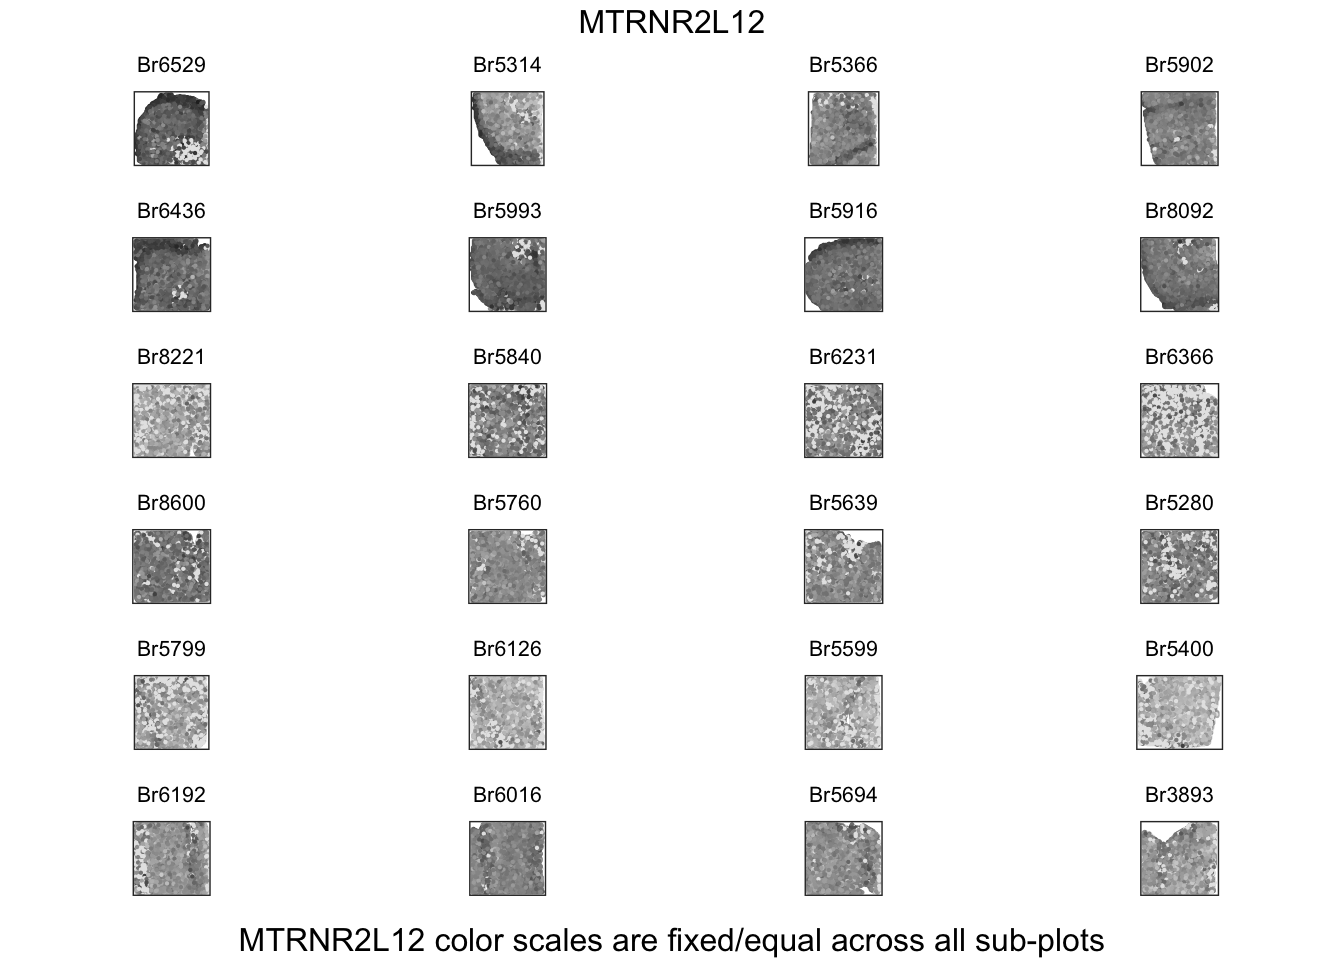 MTRNR2L12
Br6529 Br5314 Br5366 Br5902
Br6436 Br5993 Br5916 Br8092
Br8221 Br5840 Br6231 Br6366
Br8600 Br5760 Br5639 Br5280
Br5799 Br6126 Br5599 Br5400
Br6192 Br6016 Br5694 Br3893
MTRNR2L12 color scales are fixed/equal across all sub-plots